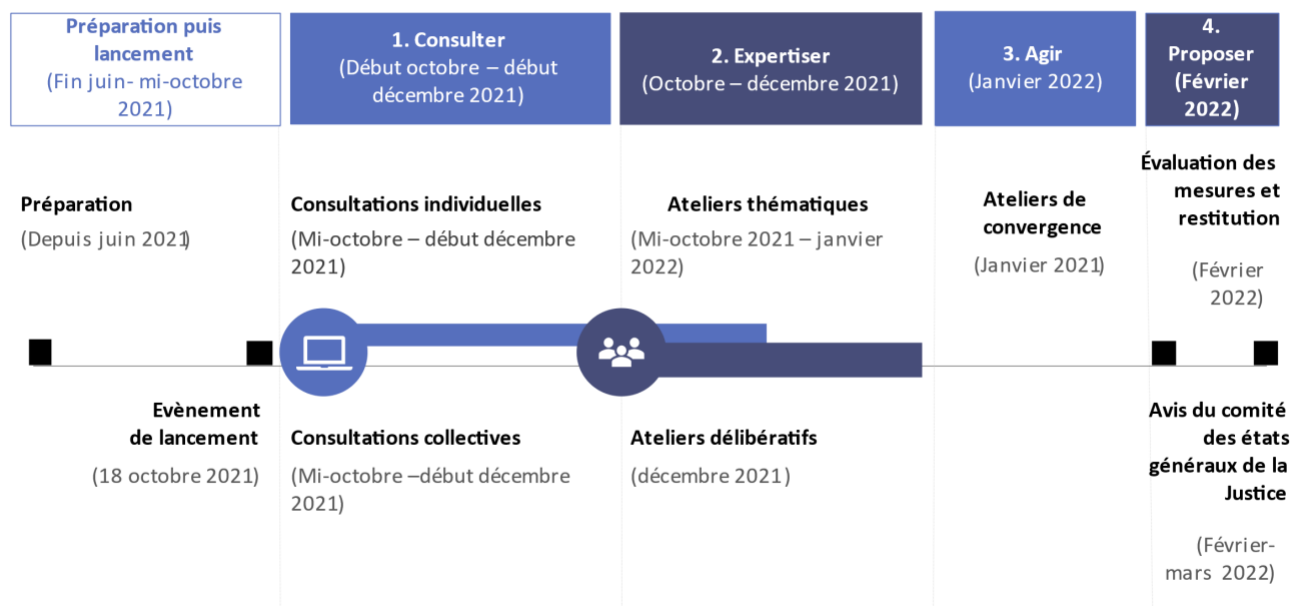 Préparation puis
lancement
(Fin juin- mi-octobre
2021)
1. Consulter
(Début octobre – début
décembre 2021)
2. Expertiser
(Octobre – décembre 2021)
3. Agir
(Janvier 2022)
4.
Proposer
(Février
2022)
Préparation
(Depuis juin 2021)
Consultations individuelles
(Mi-octobre – début décembre
2021)
Ateliers thématiques
(Mi-octobre 2021 – janvier
2022)
Ateliers de
convergence
(Janvier 2021)
Évaluation des
mesures et
restitution
(Février
2022)
Evènement
de lancement
(18 octobre 2021)
Consultations collectives
(Mi-octobre –début décembre
2021)
Ateliers délibératifs
(décembre 2021)
Avis du comité
des états
généraux de la
Justice
(Février-
mars 2022)